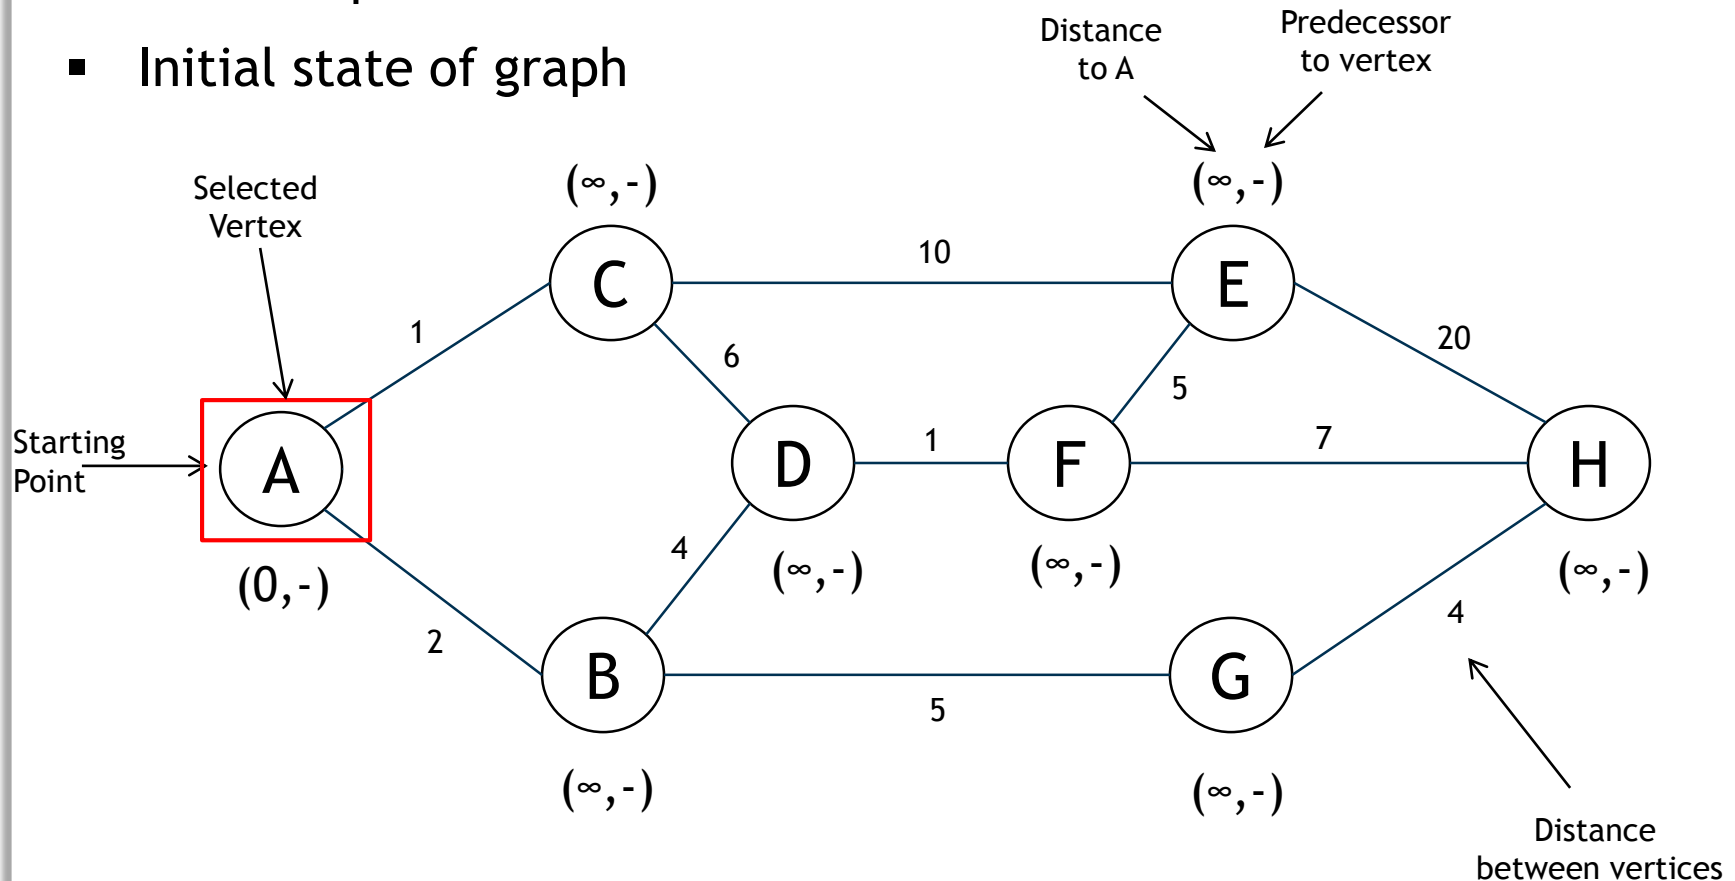 ▪ Initial state of graph
Distance
to A
Predecessor
to vertex
Selected
Vertex
(∞,-)
(∞,-)
C
10
E
1
6
5
20
Starting
Point
A
D
1
F
7
H
(0,-)
4
(∞,-)
(∞,-)
(∞,-)
2
4
B
5
G
(∞,-)
(∞,-)
Distance
between vertices